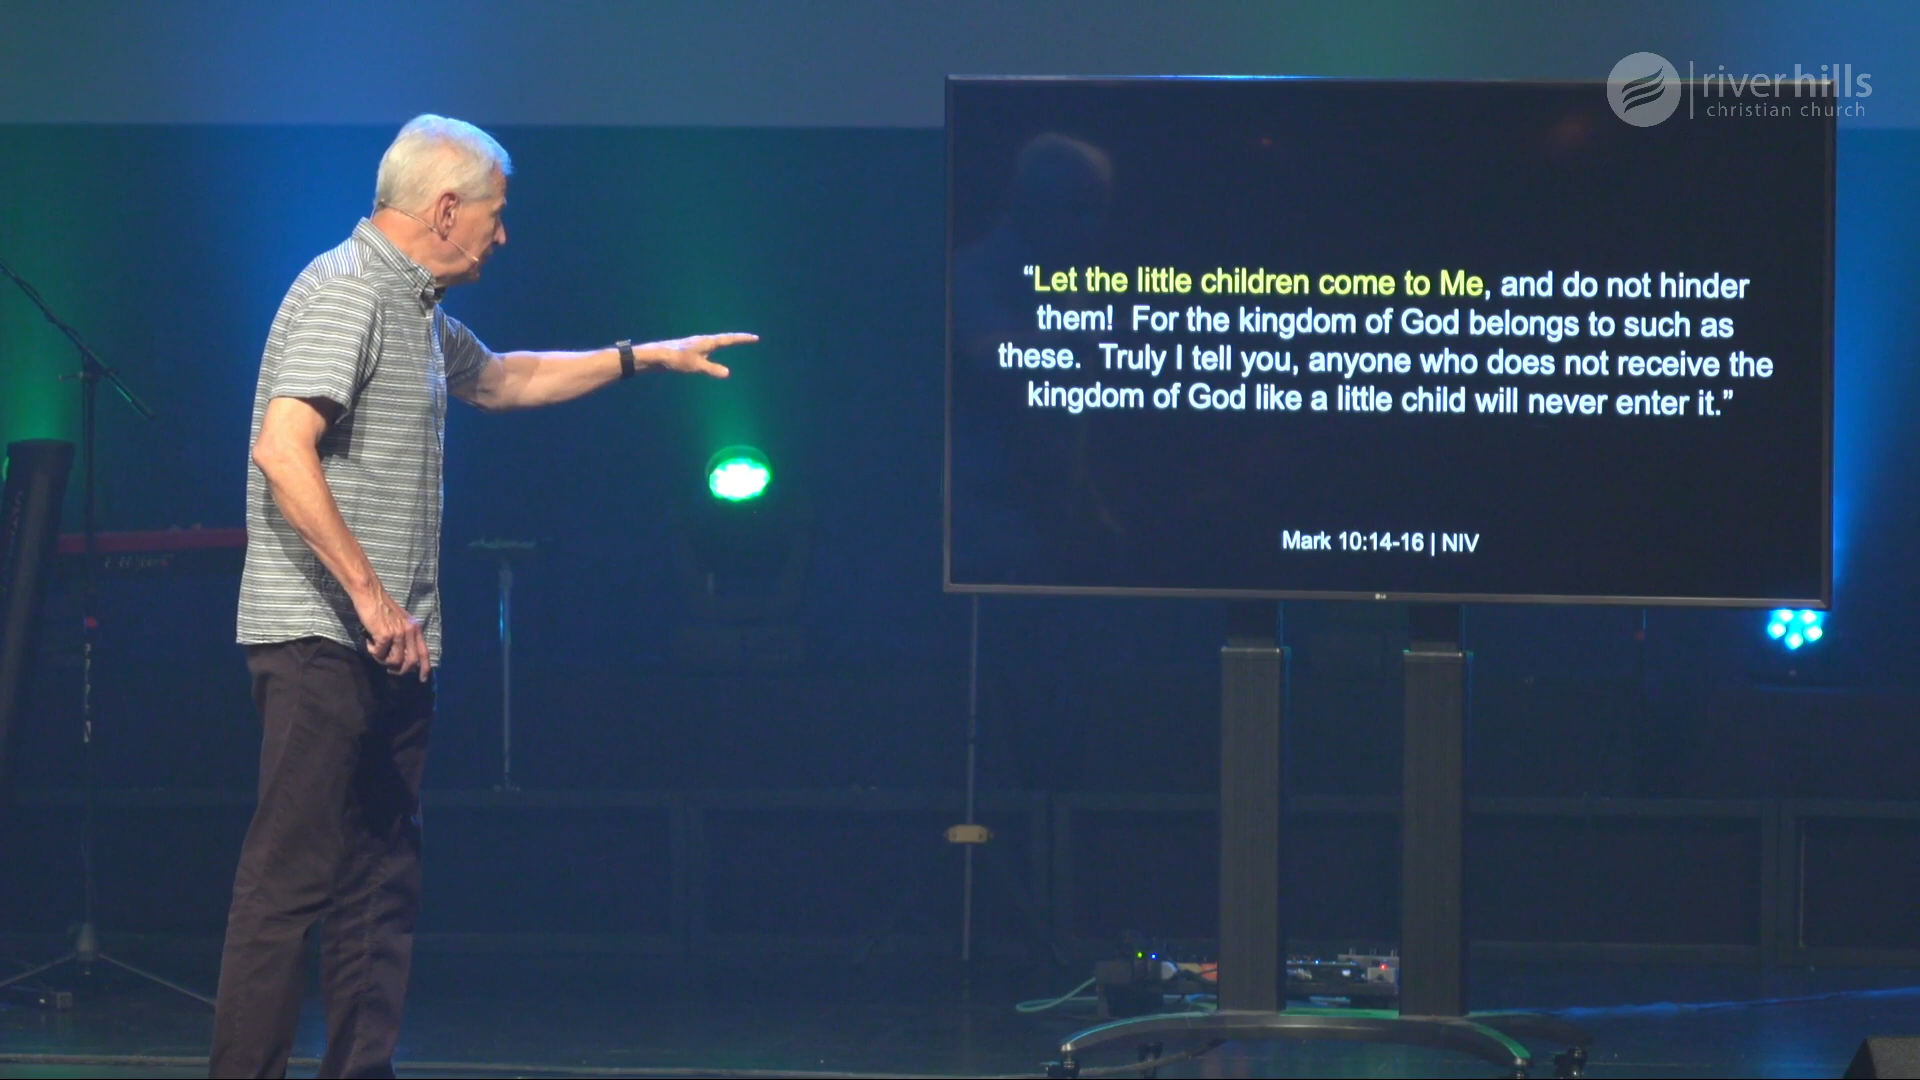 river hills
christian church
“Let the little children come to Me, and do not hinder
them!  For the kingdom of God belongs to such as
these.  Truly I tell you, anyone who does not receive the
kingdom of God like a little child will never enter it.”
Mark 10:14-16 | NIV
LG